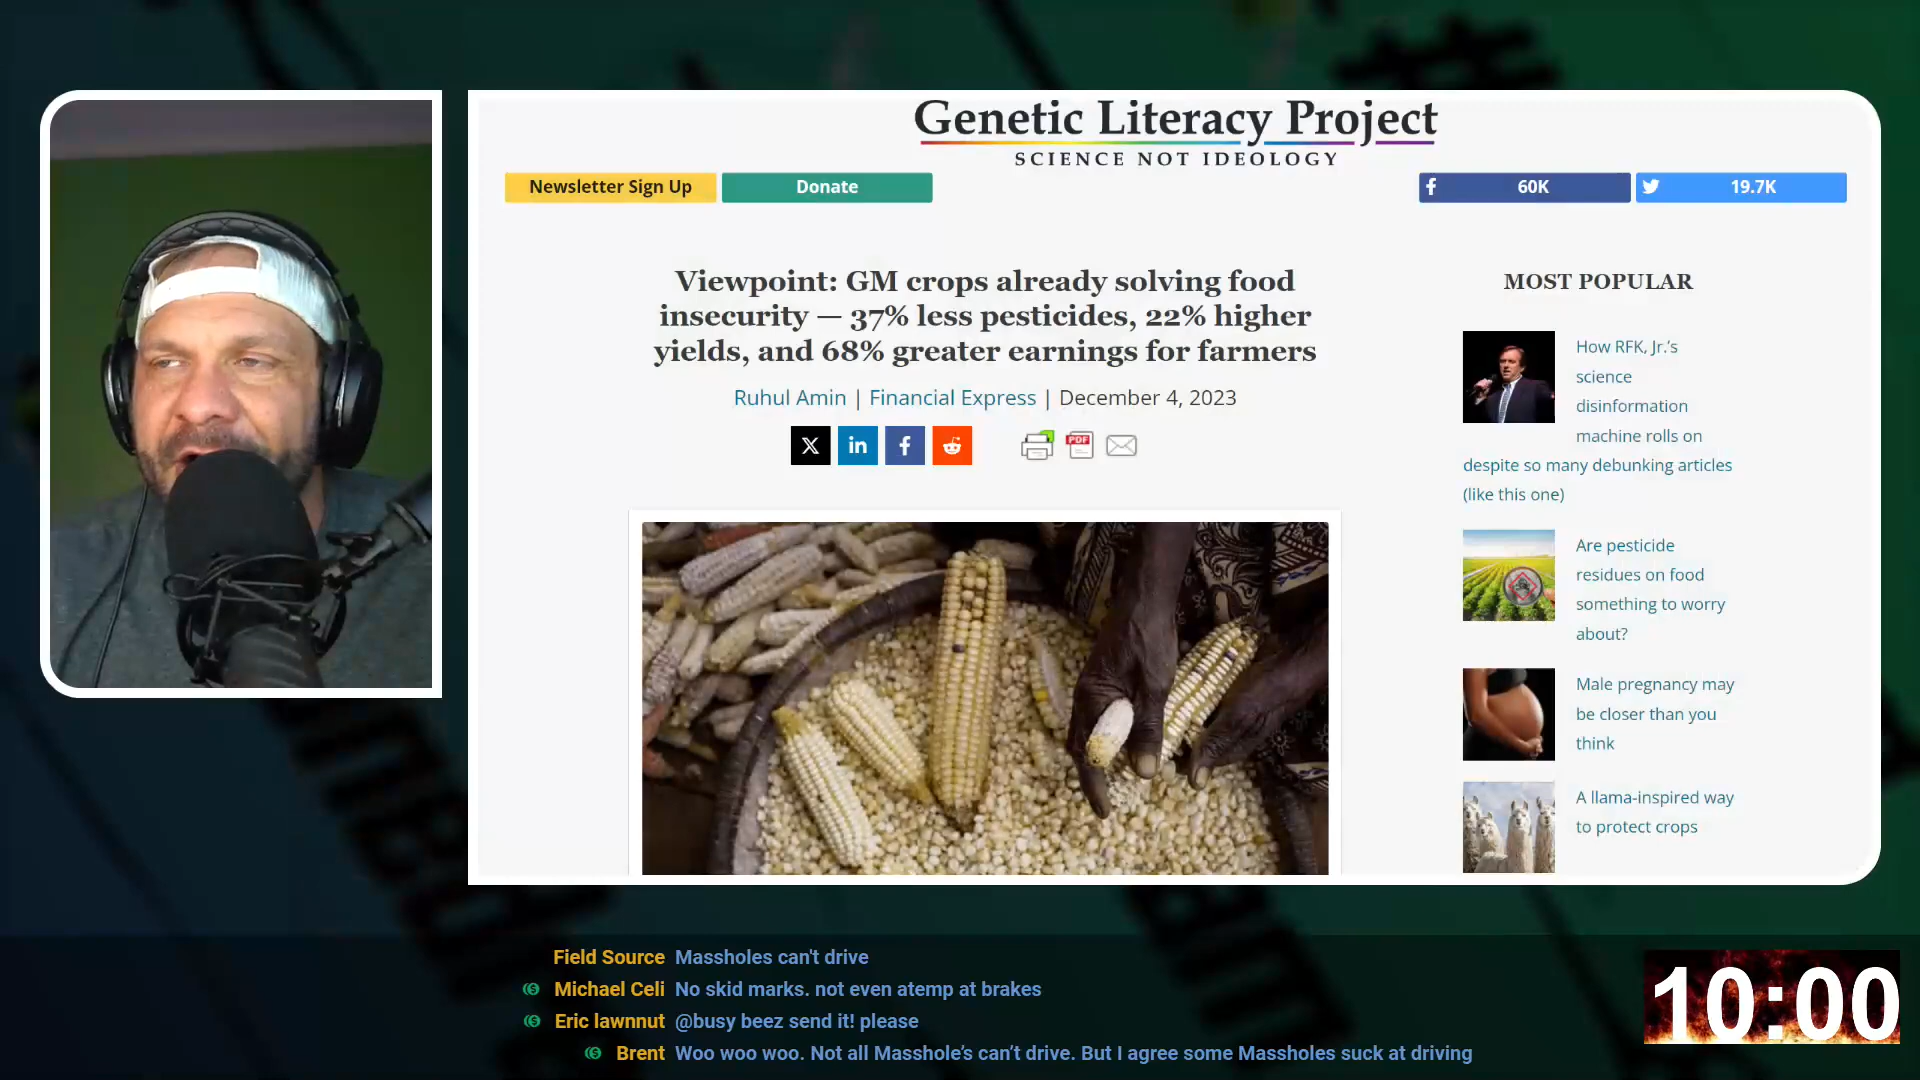 Genetic Literacy Project
SCIENCE NOT IDEOLOGY
Newsletter Sign Up
Donate
60K
19.7K
Viewpoint: GM crops already solving food
insecurity — 37% less pesticides, 22% higher
yields, and 68% greater earnings for farmers
Ruhul Amin | Financial Express | December 4, 2023
PDF
MOST POPULAR
How RFK, Jr.’s
science
disinformation
machine rolls on
despite so many debunking articles
(like this one)
Are pesticide
residues on food
something to worry
about?
Male pregnancy may
be closer than you
think
A llama-inspired way
to protect crops
Field Source Massholes can't drive
Michael Celi No skid marks. not even atemp at brakes
Eric lawnnut @busy beez send it! please
Brent Woo woo woo. Not all Masshole’s can’t drive. But I agree some Massholes suck at driving
10:00